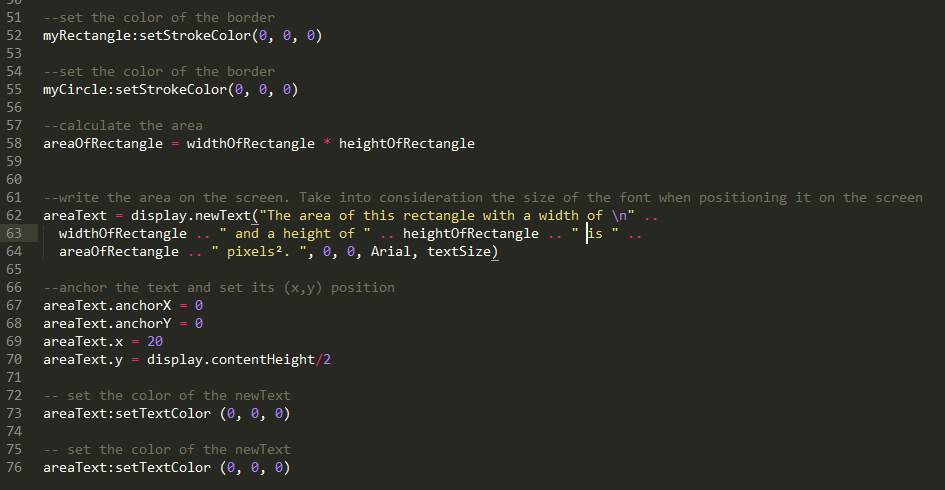 51 --set the color of the border
52 myRectangle:setStrokeColor(0, 0, 0)
53
54 --set the color of the border
55 myCircle:setStrokeColor(0, 0, 0)
56
57 --calculate the area
58 areaOfRectangle = widthOfRectangle * heightOfRectangle
59
60
61 --write the area on the screen. Take into consideration the size of the font when positioning it on the screen
62 areaText = display.newText("The area of this rectangle with a width of \n" ..
63 widthOfRectangle .. " and a height of " .. heightOfRectangle .. " is " ..
64 areaOfRectangle .. " pixels². ", 0, 0, Arial, textSize)
65
66 --anchor the text and set its (x,y) position
67 areaText.anchorX = 0
68 areaText.anchorY = 0
69 areaText.x = 20
70 areaText.y = display.contentHeight/2
71
72 -- set the color of the newText
73 areaText:setTextColor (0, 0, 0)
74
75 -- set the color of the newText
76 areaText:setTextColor (0, 0, 0)